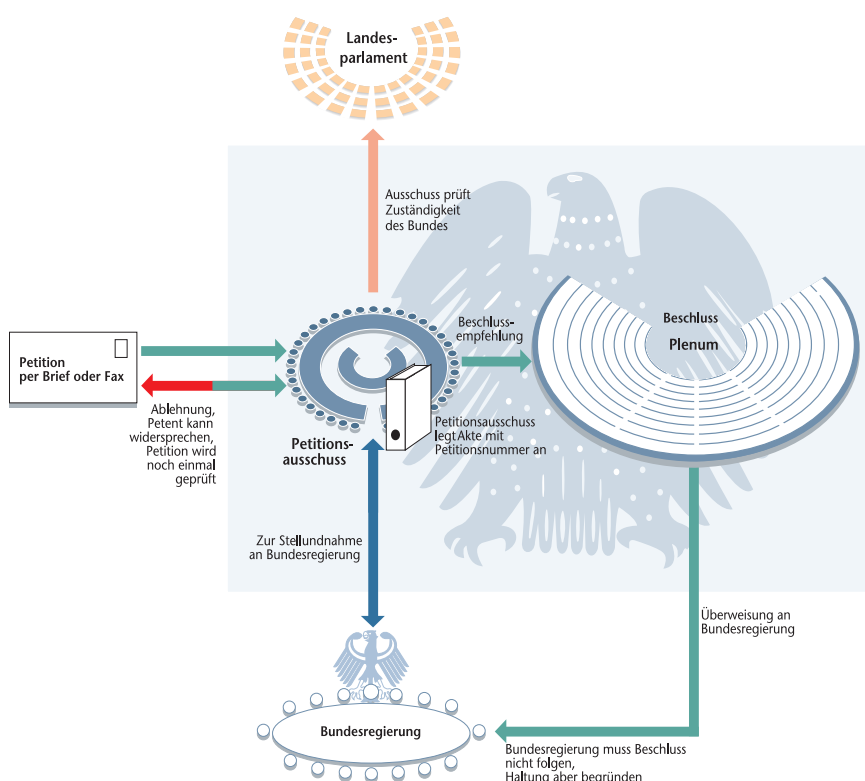 Landes-
parlament
Ausschuss prüft
Zuständigkeit
des Bundes
Petition
per Brief oder Fax
Ablehnung,
Petent kann
widersprechen,
Petition wird
noch einmal
geprüft
Petitions-
ausschuss
Beschluss-
empfehlung
Petitionsausschuss
legt Akte mit
Petitionsnummer an
Beschluss
Plenum
Zur Stellundnahme
an Bundesregierung
Überweisung an
Bundesregierung
Bundesregierung
Bundesregierung muss Beschluss
nicht folgen,
Haltung aber begründen